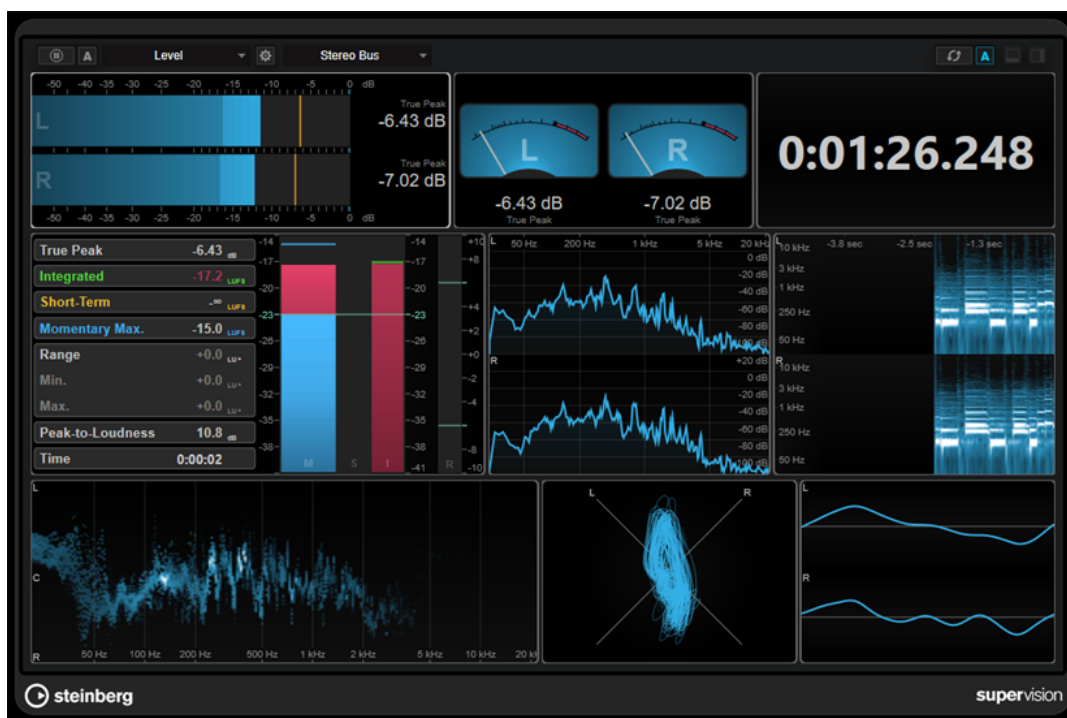 A Level Stereo Bus A
-50 -40 -35 -30 -25 -20 -15 -10 -5 0 dB
L
True Peak
-6.43 dB
R
True Peak
-7.02 dB
-50 -40 -35 -30 -25 -20 -15 -10 -5 0 dB
L R
-6.43 dB -7.02 dB
True Peak True Peak
0:01:26.248
True Peak -6.43 dB
Integrated -17.2 LUFS
Short-Term -∞ LUFS
Momentary Max. -15.0 LUFS
Range +0.0 LU
Min. +0.0 LU
Max. +0.0 LU
Peak-to-Loudness 10.8 dB
Time 0:00:02
-14 -14 +10
-17 -17 +8
-20 -20
-23 -23 +4
-26 -26 +2
+0
-29 -29 -2
-32 -32 -4
-35 -35
-38 -38 -8
-41 -10
M S I R
L 50 Hz 200 Hz 1 kHz 5 kHz 20 kHz
0 dB
-20 dB
-40 dB
-60 dB
-80 dB
-100 dB
R +20 dB
0 dB
-20 dB
-40 dB
-60 dB
-80 dB
-100 dB
L 10 kHz -3.8 sec -2.5 sec -1.3 sec
3 kHz
1 kHz
250 Hz
50 Hz
R 10 kHz
3 kHz
1 kHz
250 Hz
50 Hz
L
C
R 50 Hz 100 Hz 200 Hz 500 Hz 1 kHz 2 kHz 5 kHz 10 kHz 20 k
L R
L
R
steinberg
supervision